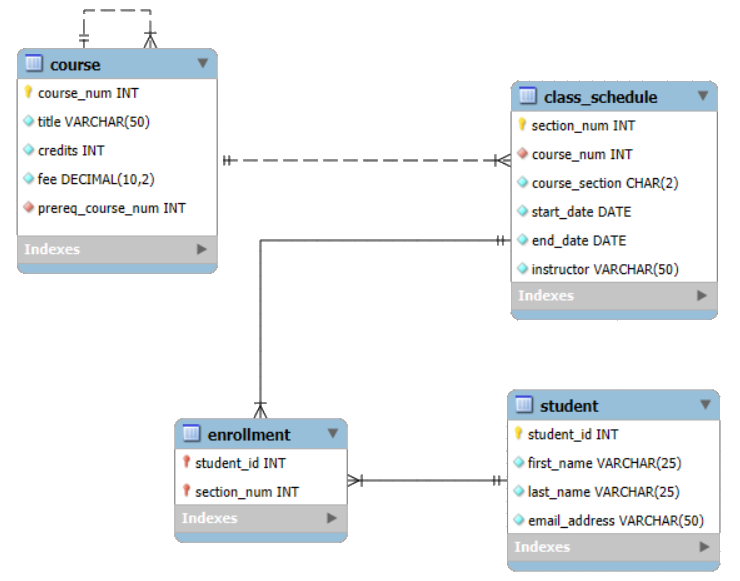 course
course_num INT
title VARCHAR(50)
credits INT
fee DECIMAL(10,2)
prereq_course_num INT
Indexes
class_schedule
section_num INT
course_num INT
course_section CHAR(2)
start_date DATE
end_date DATE
instructor VARCHAR(50)
Indexes
enrollment
student_id INT
section_num INT
Indexes
student
student_id INT
first_name VARCHAR(25)
last_name VARCHAR(25)
email_address VARCHAR(50)
Indexes